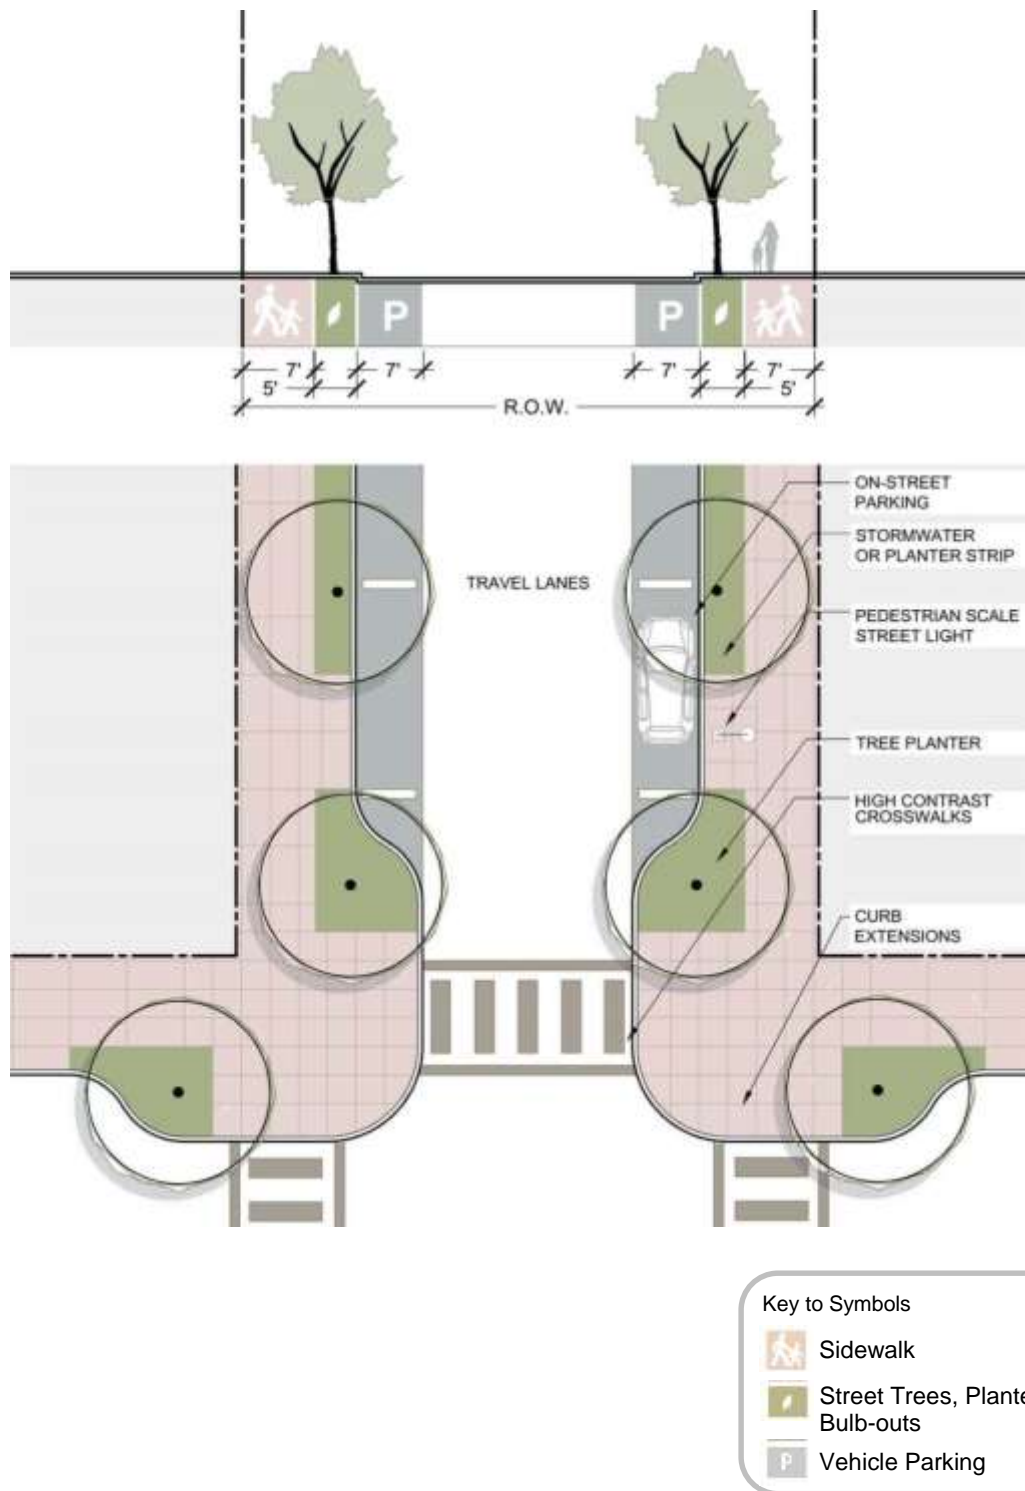 P
P
7'
7'
7'
7'
5'
5'
R.O.W.
ON-STREET
PARKING
STORMWATER
OR PLANTER STRIP
TRAVEL LANES
PEDESTRIAN SCALE
STREET LIGHT
TREE PLANTER
HIGH CONTRAST
CROSSWALKS
CURB
EXTENSIONS
Key to Symbols
Sidewalk
Street Trees, Plante
Bulb-outs
P
Vehicle Parking